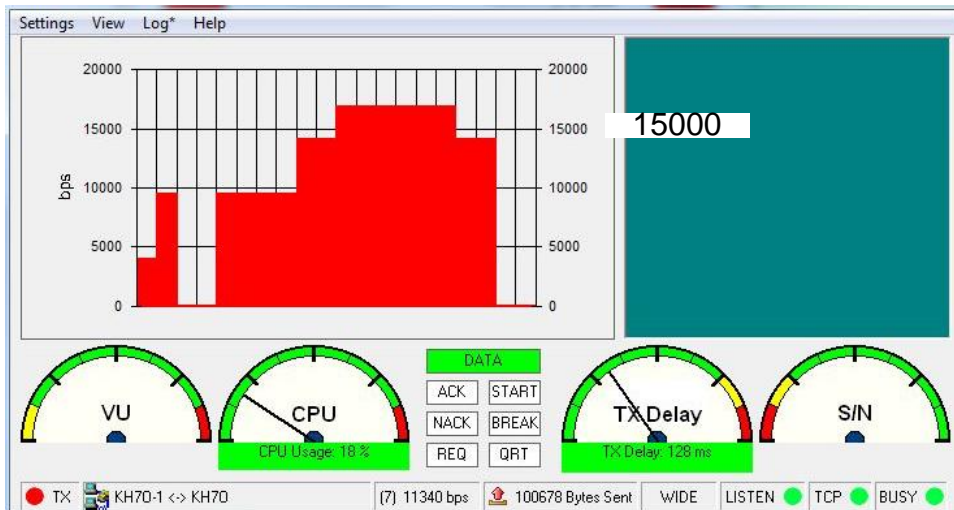 Settings View Log* Help
20000 20000
15000 15000 15000
bps
10000 10000
5000 5000
0 0
DATA
ACK START
VU CPU NACK BREAK TX Delay S/N
CPU Usage: 18 % REQ QRT TX Delay: 128 ms
TX KH70-1 <-> KH70 (7) 11340 bps 100678 Bytes Sent WIDE LISTEN TCP BUSY